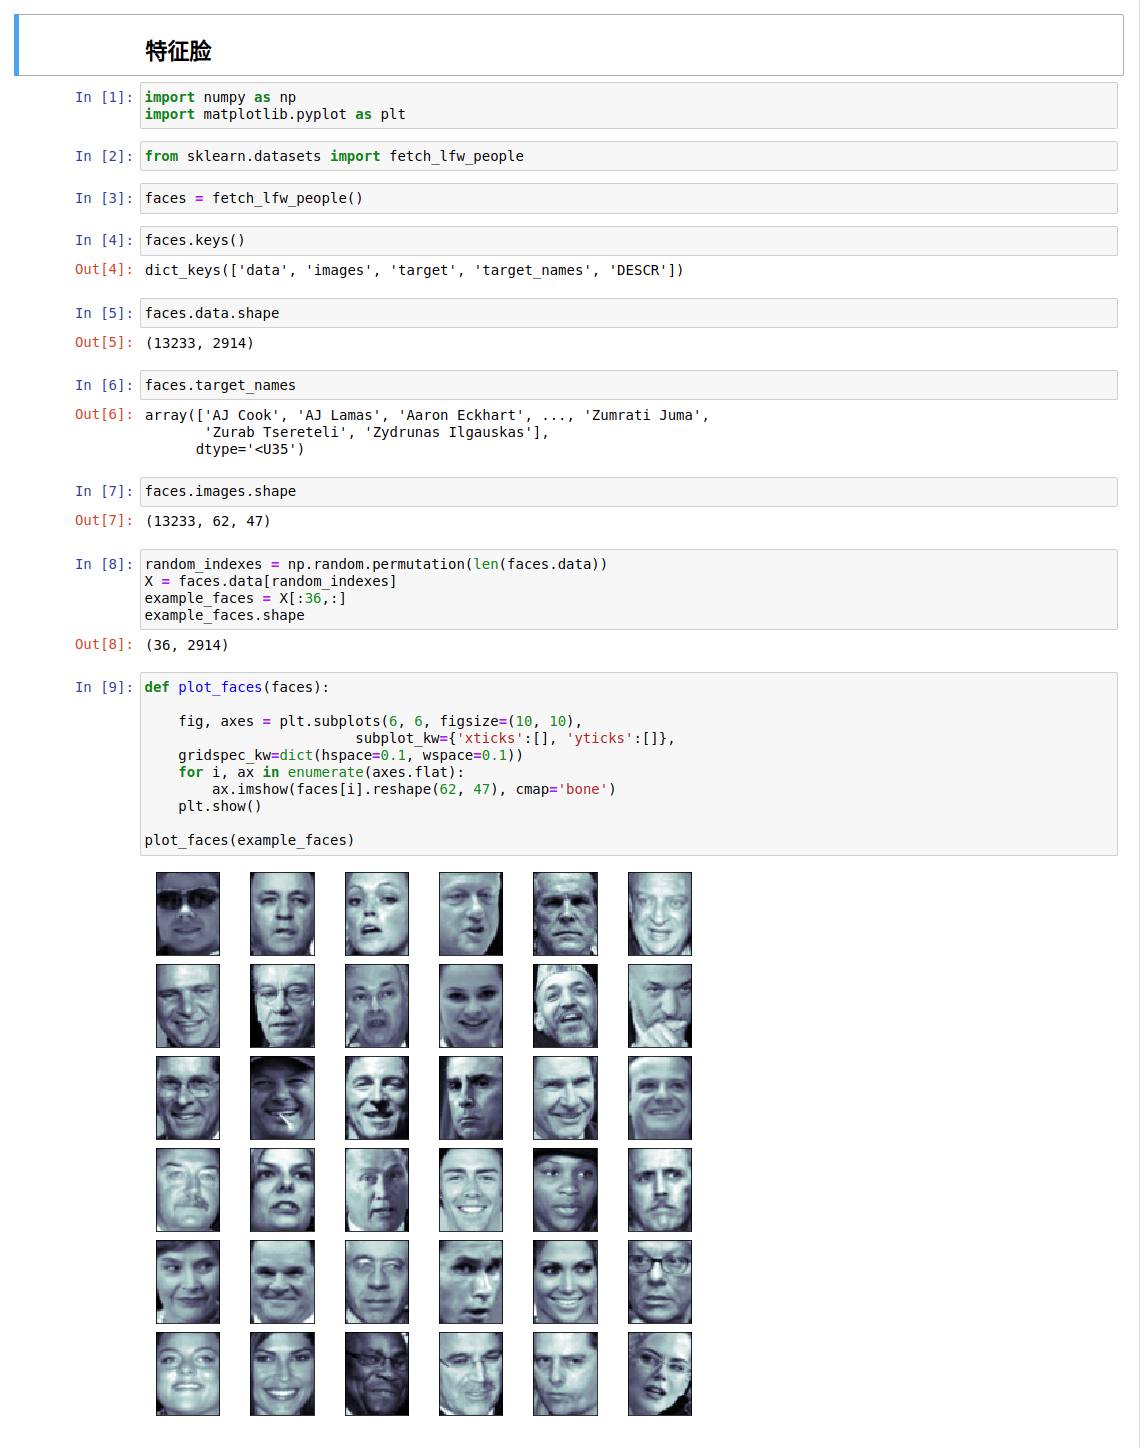 特征脸
In [1]: import numpy as np
import matplotlib.pyplot as plt
In [2]: from sklearn.datasets import fetch_lfw_people
In [3]: faces = fetch_lfw_people()
In [4]: faces.keys()
Out[4]: dict_keys(['data', 'images', 'target', 'target_names', 'DESCR'])
In [5]: faces.data.shape
Out[5]: (13233, 2914)
In [6]: faces.target_names
Out[6]: array(['AJ Cook', 'AJ Lamas', 'Aaron Eckhart', ..., 'Zumrati Juma',
'Zurab Tsereteli', 'Zydrunas Ilgauskas'],
dtype='<U35')
In [7]: faces.images.shape
Out[7]: (13233, 62, 47)
In [8]: random_indexes = np.random.permutation(len(faces.data))
X = faces.data[random_indexes]
example_faces = X[:36,:]
example_faces.shape
Out[8]: (36, 2914)
In [9]: def plot_faces(faces):
fig, axes = plt.subplots(6, 6, figsize=(10, 10),
subplot_kw={'xticks':[], 'yticks':[]},
gridspec_kw=dict(hspace=0.1, wspace=0.1))
for i, ax in enumerate(axes.flat):
ax.imshow(faces[i].reshape(62, 47), cmap='bone')
plt.show()
plot_faces(example_faces)